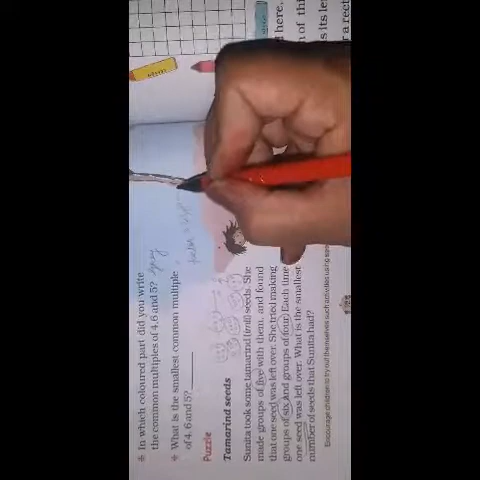 ❖ In which coloured part did you write
the common multiples of 4, 6 and 5?
❖ What is the smallest common multiple
of 4, 6 and 5? ________
Puzzle
Tamarind seeds
Sunita took some tamarind (Imli) seeds. She
made groups of five with them, and found
that one seed was left over. She tried making
groups of six and groups of four. Each time
one seed was left over. What is the smallest
number of seeds that Sunita had?
Encourage children to try out themselves such activities using
here,
of thi
s its le
r a rect